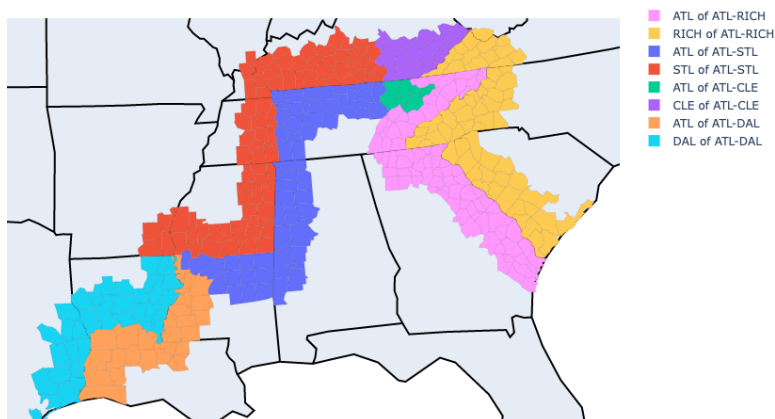 ATL of ATL-RICH
RICH of ATL-RICH
ATL of ATL-STL
STL of ATL-STL
ATL of ATL-CLE
CLE of ATL-CLE
ATL of ATL-DAL
DAL of ATL-DAL